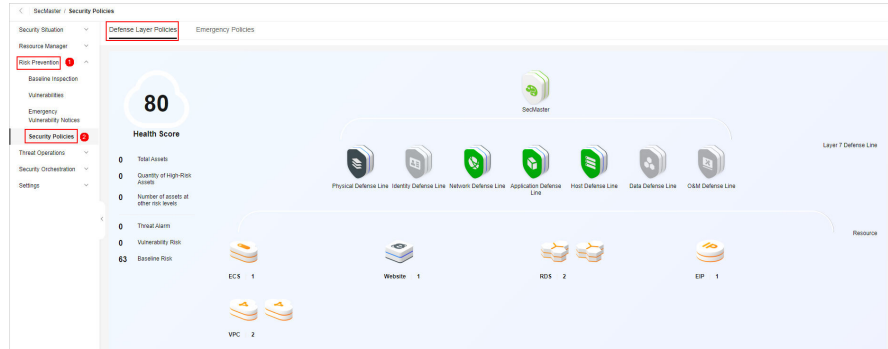 SecMaster / Security Policies
Security Situation
Resource Manager
Risk Prevention 1
Baseline Inspection
Vulnerabilities
Emergency
Vulnerability Notices
Security Policies 2
Threat Operations
Security Orchestration
Settings
Defense Layer Policies Emergency Policies
80
Health Score
0 Total Assets
0 Quantity of High-Risk
Assets
0 Number of assets at
other risk levels
0 Threat Alarm
0 Vulnerability Risk
63 Baseline Risk
SecMaster
Layer 7 Defense Line
Physical Defense Line Identity Defense Line Network Defense Line Application Defense
Line Host Defense Line Data Defense Line O&M Defense Line
Resource
ECS 1 Website 1 RDS 2 EIP 1
VPC 2